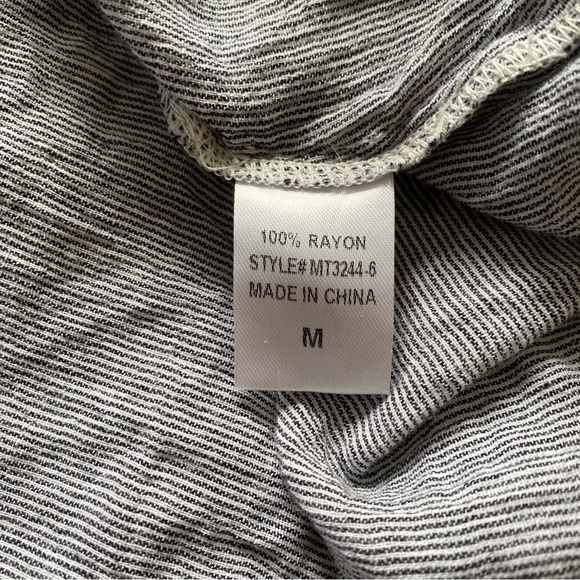 100% RAYON
STYLE# MT3244-6
MADE IN CHINA
M